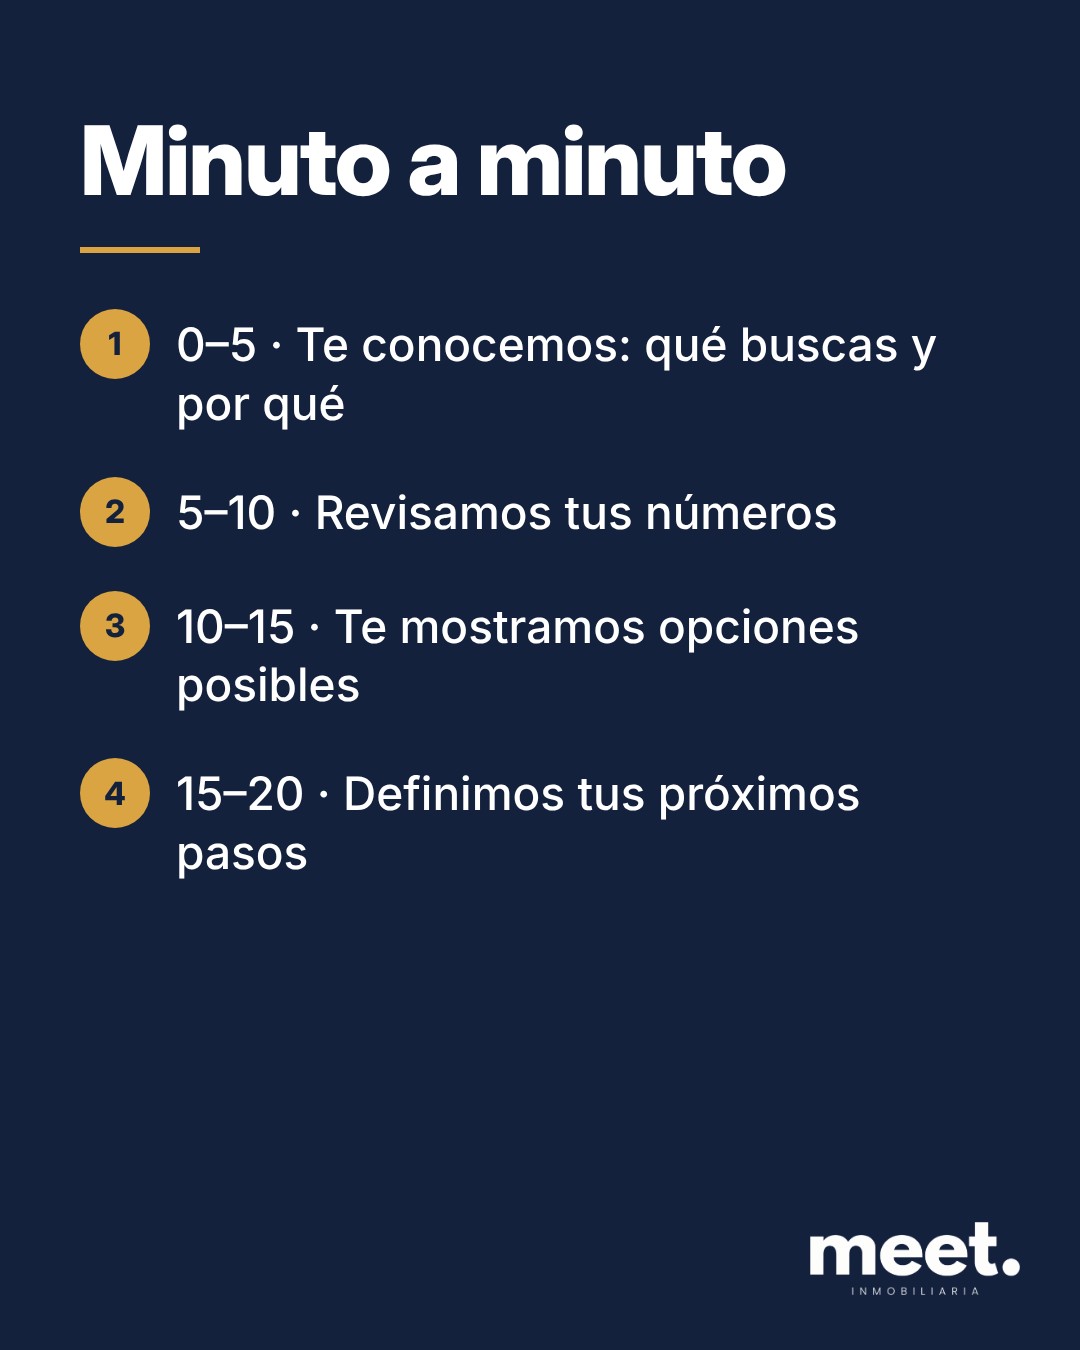 Minuto a minuto
1 0–5 · Te conocemos: qué buscas y
por qué
2 5–10 · Revisamos tus números
3 10–15 · Te mostramos opciones
posibles
4 15–20 · Definimos tus próximos
pasos
meet.
INMOBILIARIA